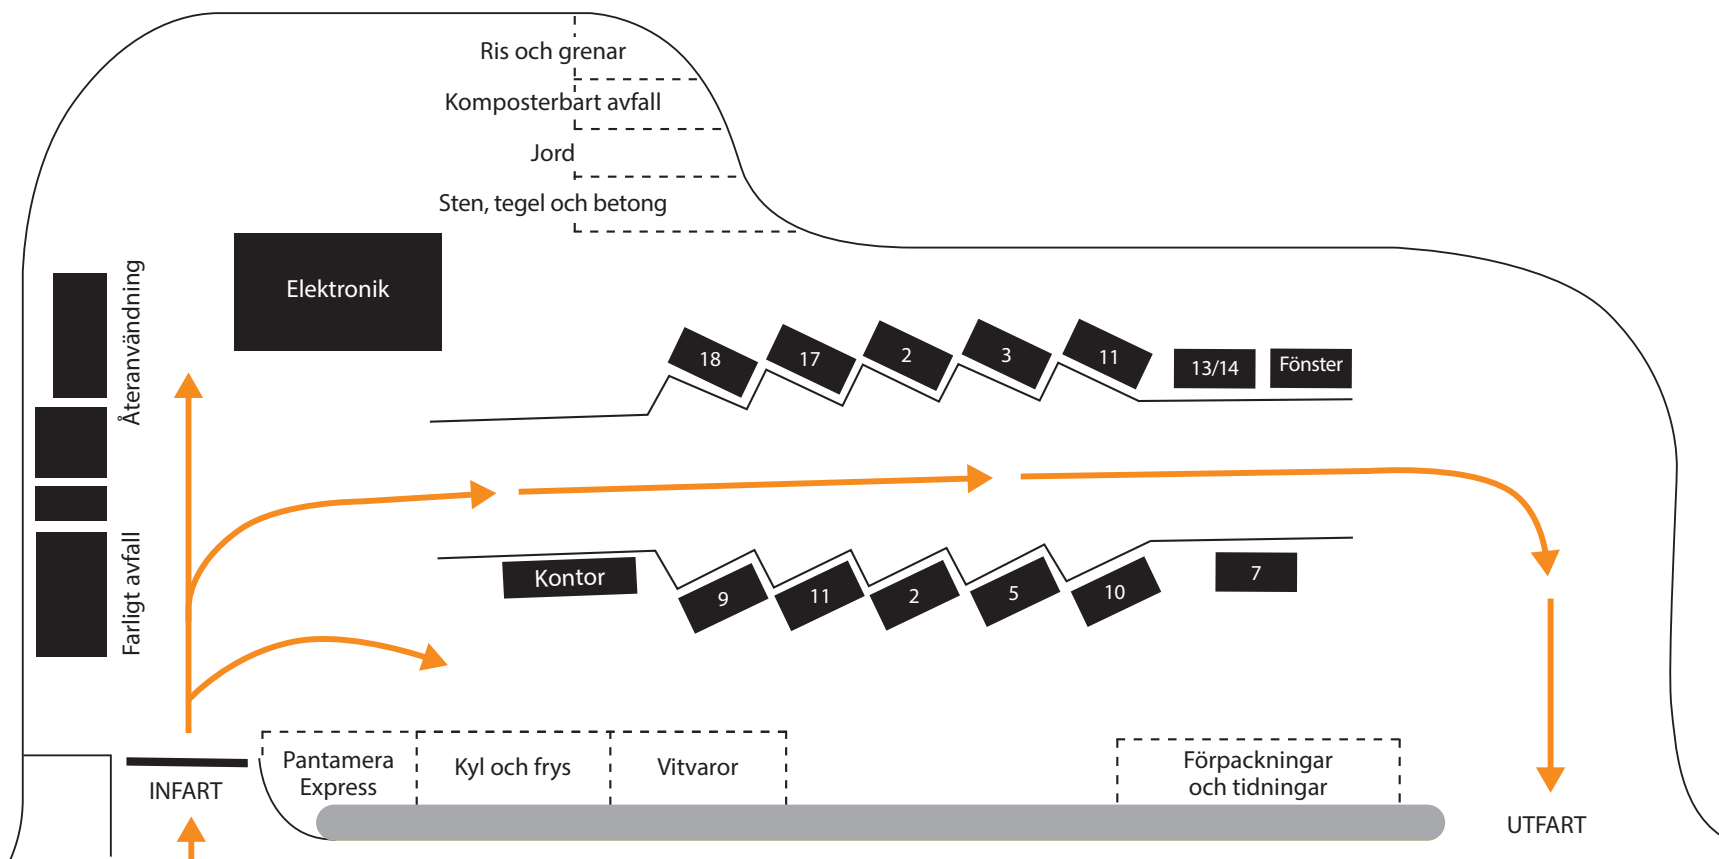 Ris och grenar
Komposterbart avfall
Jord
Sten, tegel och betong
Elektronik
Återanvändning
18
17
2
3
11
13/14
Fönster
Farligt avfall
Kontor
9
11
2
5
10
7
Pantamera
Express
Kyl och frys
Vitvaror
Förpackningar
och tidningar
INFART
UTFART